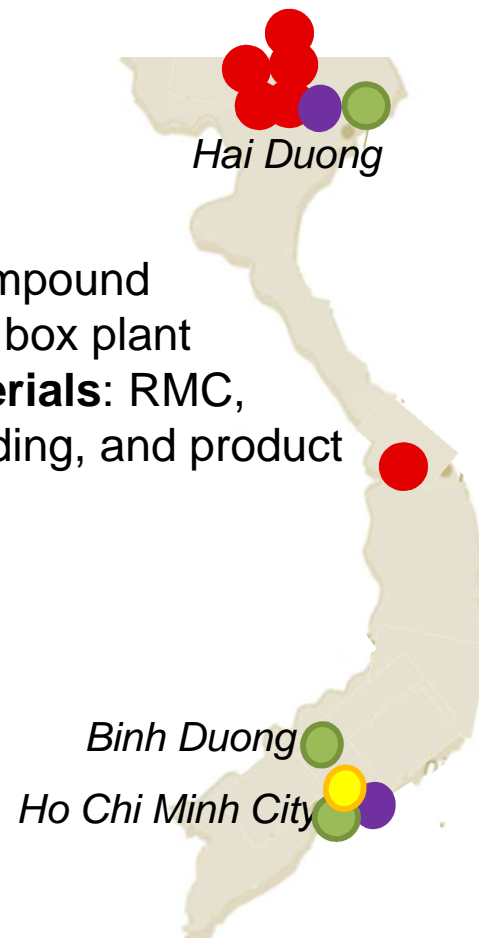 Hai Duong
mpound
box plant
erials: RMC,
ding, and product
Binh Duong
Ho Chi Minh City